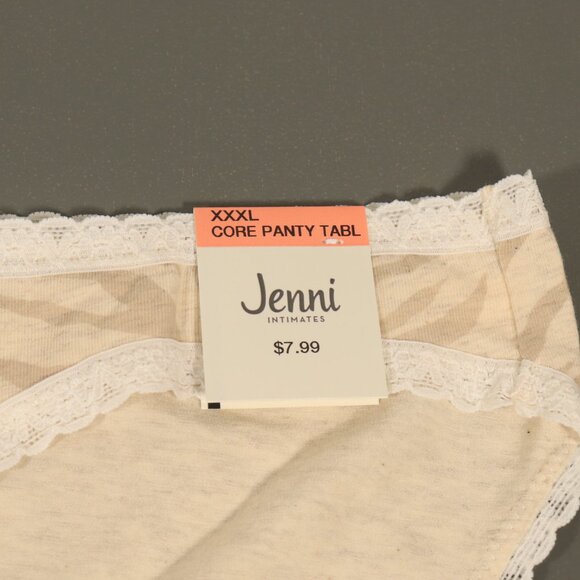 XXXL
CORE PANTY TABL
Jenni
INTIMATES
$7.99